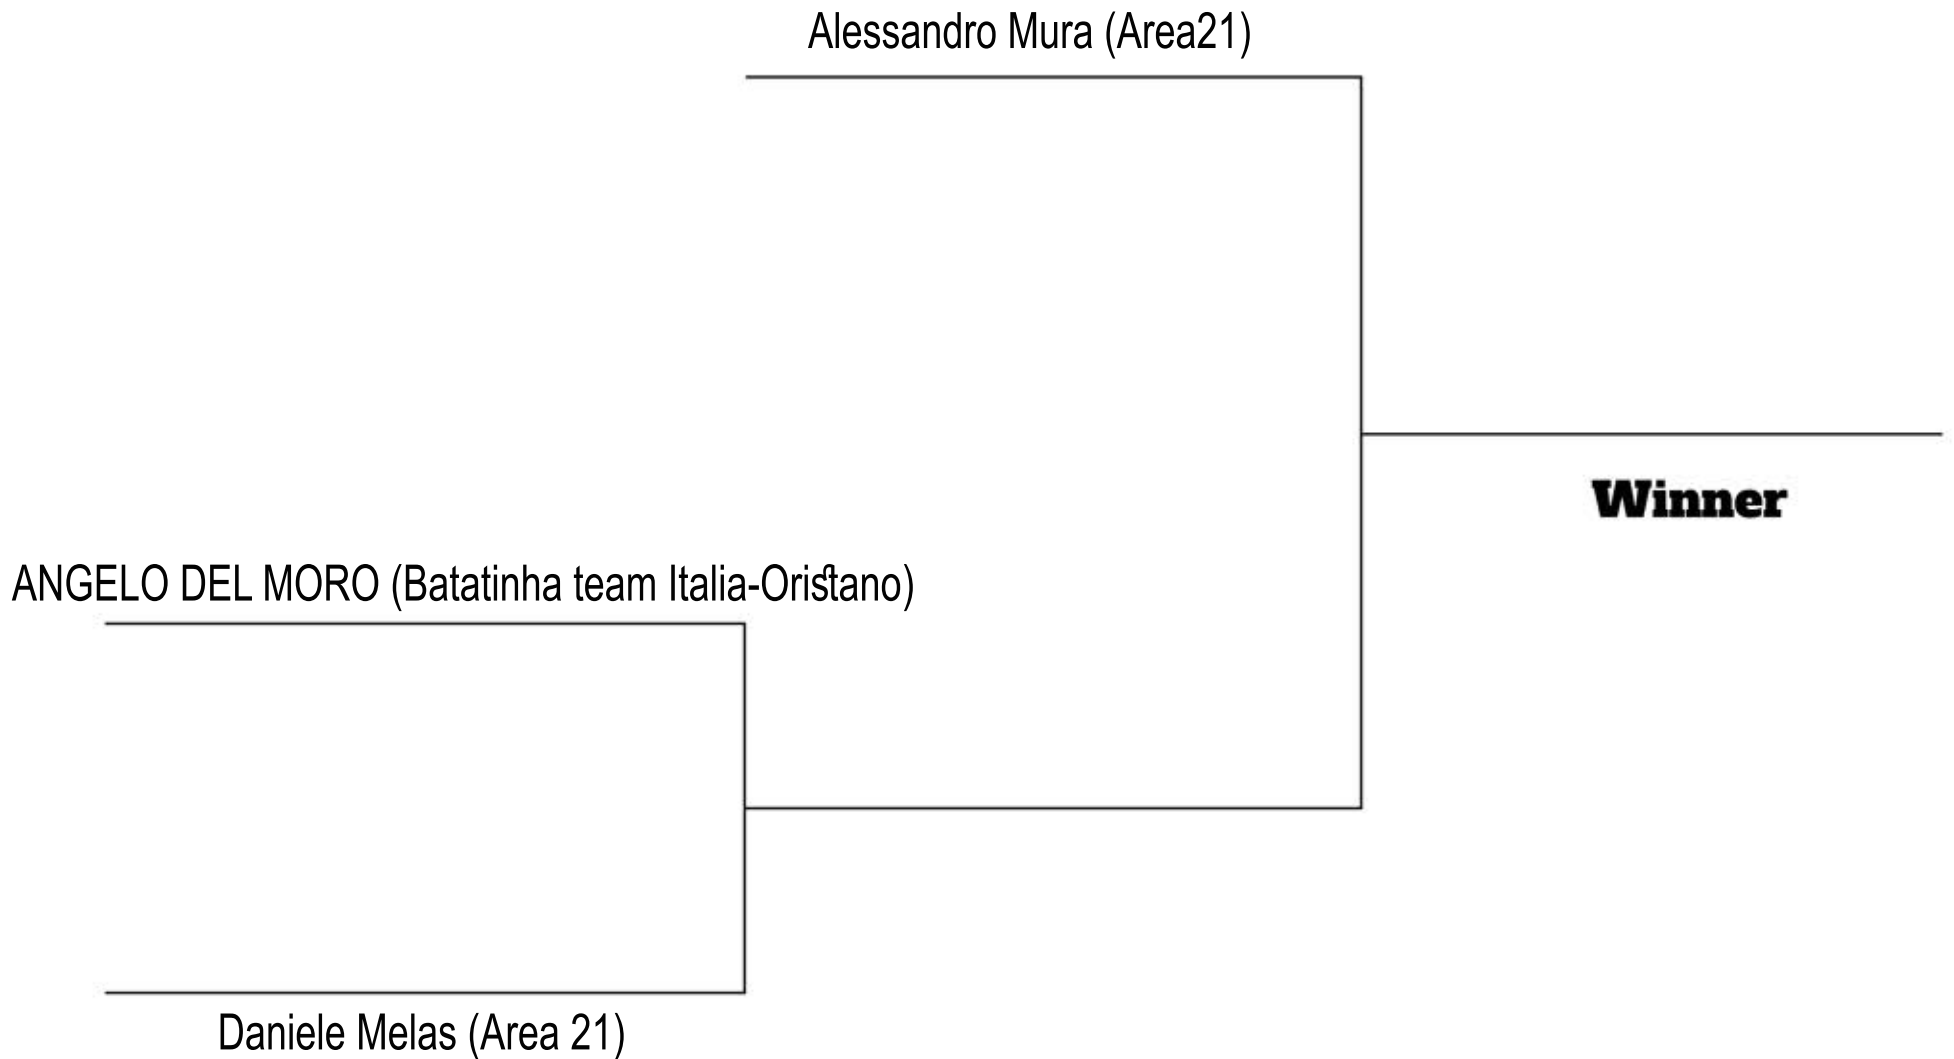 Alessandro Mura (Area21)
Winner
ANGELO DEL MORO (Batatinha team Italia-Oristano)
Daniele Melas (Area 21)